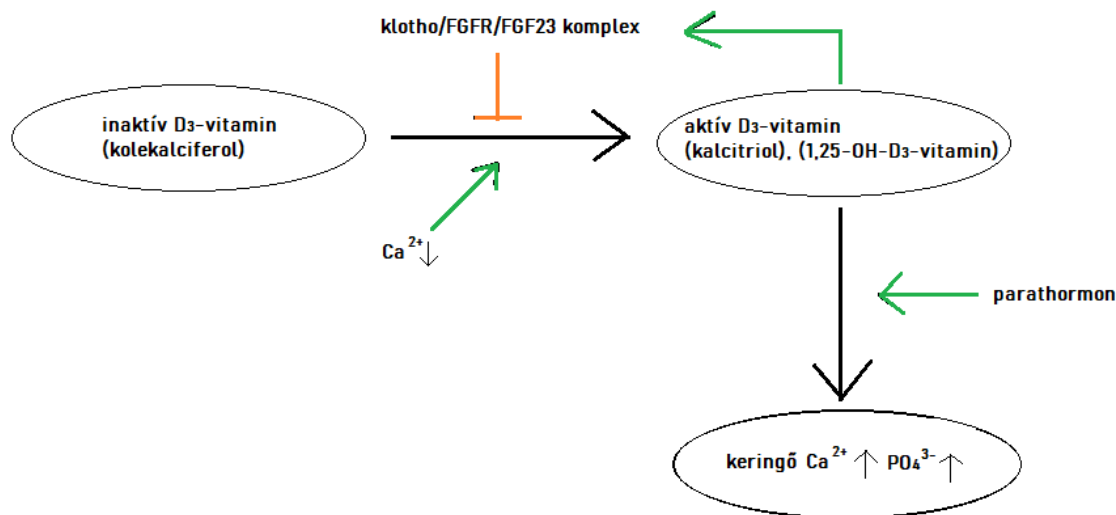 klotho/FGFR/FGF23 komplex
inaktív D₃-vitamin
(kolekalciferol)
aktív D₃-vitamin
(kalcitriol), (1,25-OH-D₃-vitamin)
Ca²⁺↓
parathormon
keringő Ca²⁺ ↑ PO₄³⁻ ↑